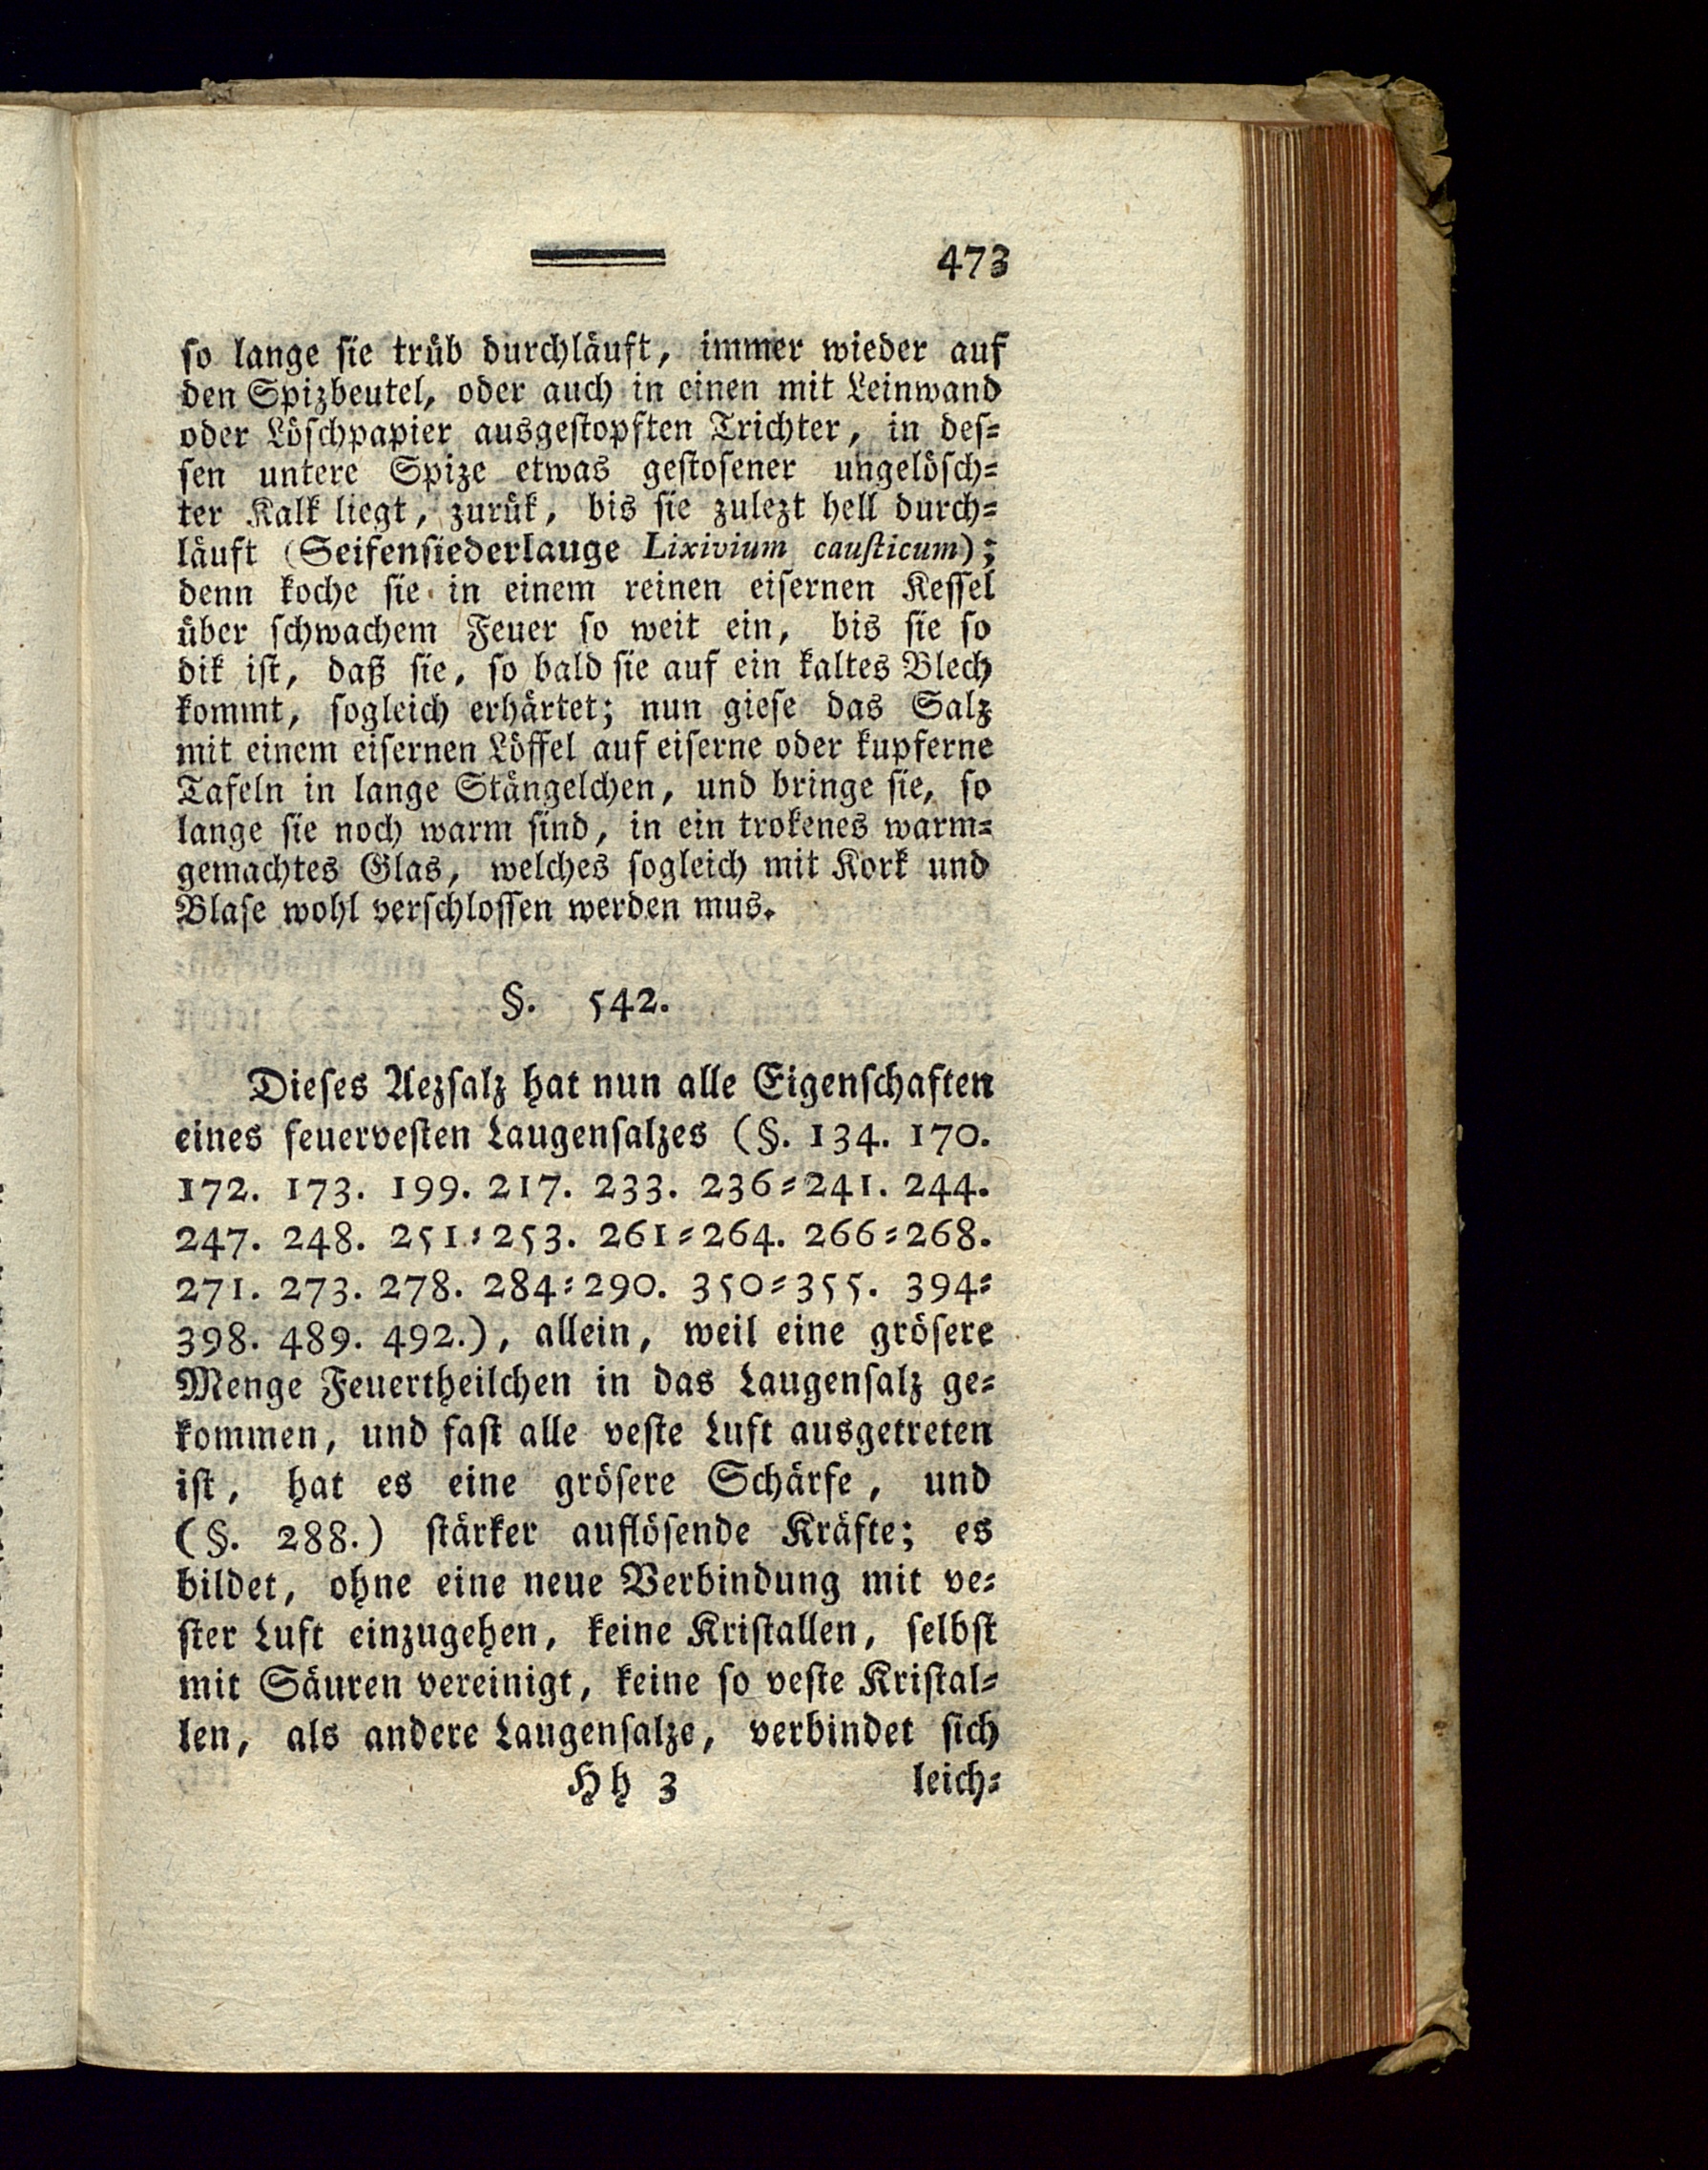 473
so lange sie trüb durchläuft, immer wieder auf
den Spizbeutel, oder auch in einen mit Leinwand
oder Löschpapier ausgestopften Trichter, in des-
sen untere Spize etwas gestosener ungelösch-
ter Kalk liegt, zurük, bis sie zulezt hell durch-
läuft (Seifensiederlauge Lixivium causticum);
denn koche sie in einem reinen eisernen Kessel
über schwachem Feuer so weit ein, bis sie so
dik ist, daß sie, so bald sie auf ein kaltes Blech
kommt, sogleich erhärtet; nun giese das Salz
mit einem eisernen Löffel auf eiserne oder kupferne
Tafeln in lange Stängelchen, und bringe sie, so
lange sie noch warm sind, in ein trokenes warm-
gemachtes Glas, welches sogleich mit Kork und
Blase wohl verschlossen werden mus.
§. 542.
Dieses Aezsalz hat nun alle Eigenschaften
eines feuervesten Laugensalzes (§. 134. 170.
172. 173. 199. 217. 233. 236-241. 244.
247. 248. 251-253. 261-264. 266-268.
271. 273. 278. 284-290. 350-355. 394-
398. 489. 492.), allein, weil eine grösere
Menge Feuertheilchen in das Laugensalz ge-
kommen, und fast alle veste Luft ausgetreten
ist, hat es eine grösere Schärfe, und
(§. 288.) stärker auflösende Kräfte; es
bildet, ohne eine neue Verbindung mit ve-
ster Luft einzugehen, keine Kristallen, selbst
mit Säuren vereinigt, keine so veste Kristal-
len, als andere Laugensalze, verbindet sich
Hh 3 leich-